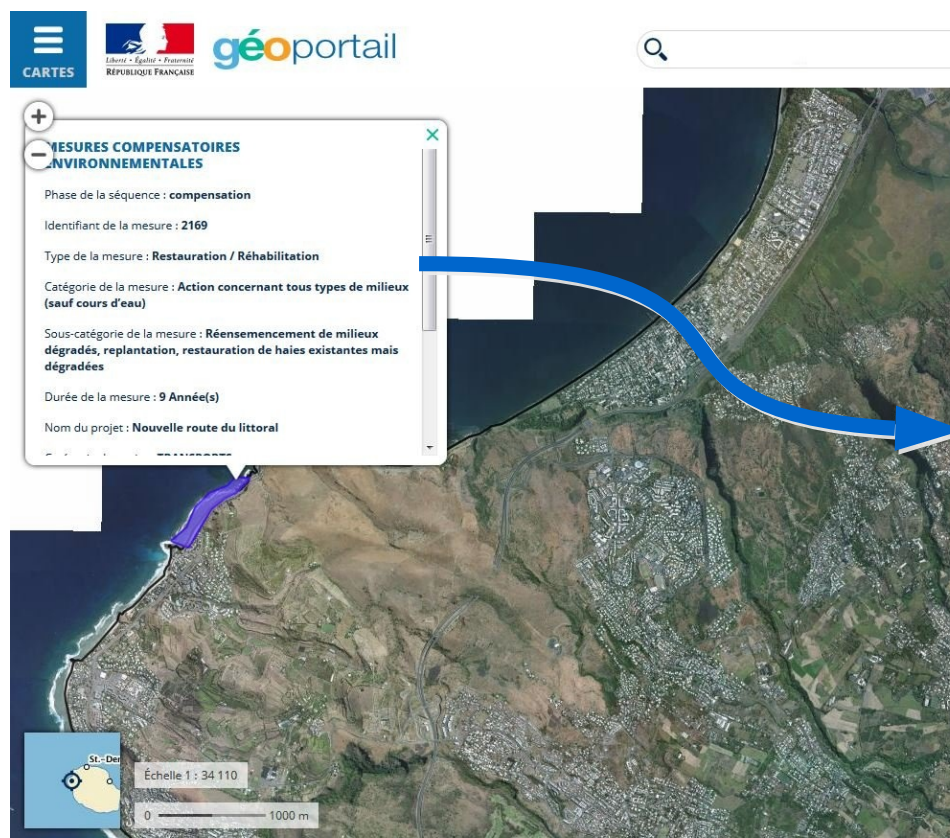 CARTES
Liberté • Égalité • Fraternité
RÉPUBLIQUE FRANÇAISE
géoportail
+
MESURES COMPENSATOIRES
ENVIRONNEMENTALES
Phase de la séquence : compensation
Identifiant de la mesure : 2169
Type de la mesure : Restauration / Réhabilitation
Catégorie de la mesure : Action concernant tous types de milieux
(sauf cours d'eau)
Sous-catégorie de la mesure : Réensemencement de milieux
dégradés, replantation, restauration de haies existantes mais
dégradées
Durée de la mesure : 9 Année(s)
Nom du projet : Nouvelle route du littoral
St.-Der
Échelle 1 : 34 110
0 1000 m